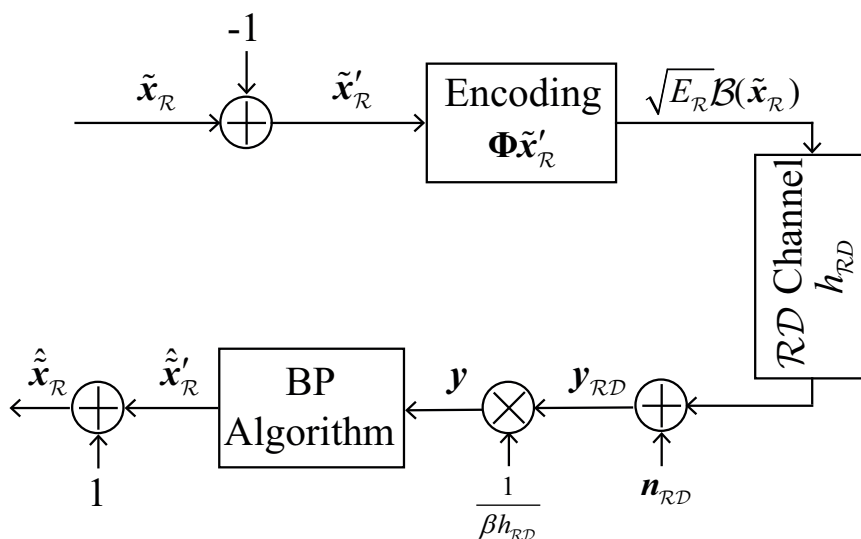 -1
x̃_ℛ
x̃′_ℛ
Encoding
Φx̃′_ℛ
√E_ℛ ℬ(x̃_ℛ)
ℛ𝒟 Channel
h_ℛ𝒟
x̃̂_ℛ
x̃̂′_ℛ
BP
Algorithm
y
y_ℛ𝒟
1
1
βh_ℛ𝒟
n_ℛ𝒟